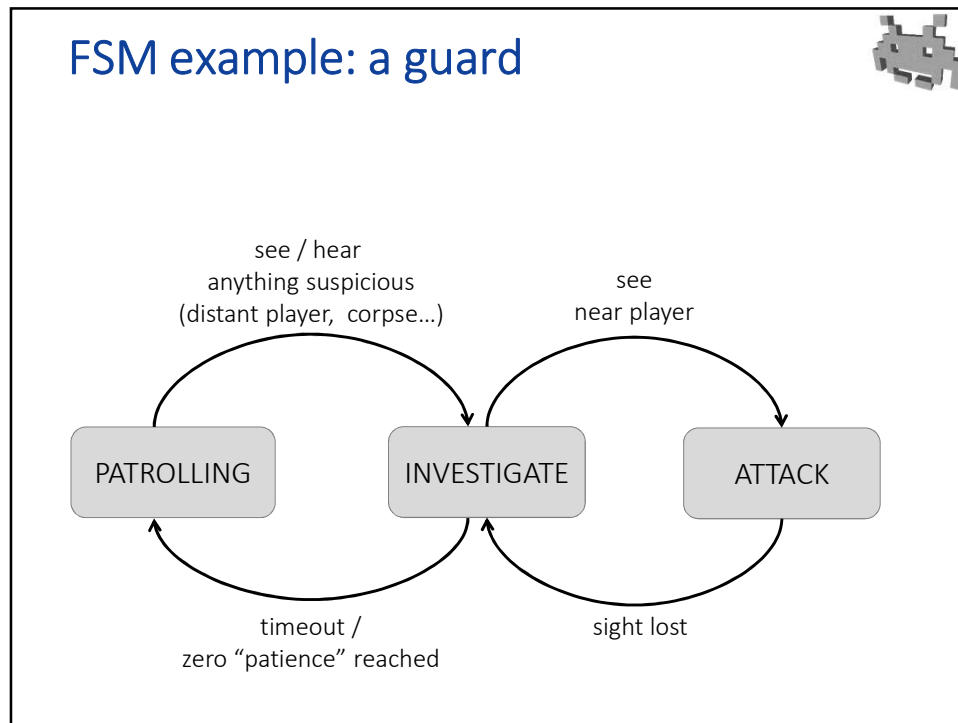 FSM example: a guard
see / hear
anything suspicious
(distant player, corpse…)
see
near player
PATROLLING
INVESTIGATE
ATTACK
timeout /
zero “patience” reached
sight lost